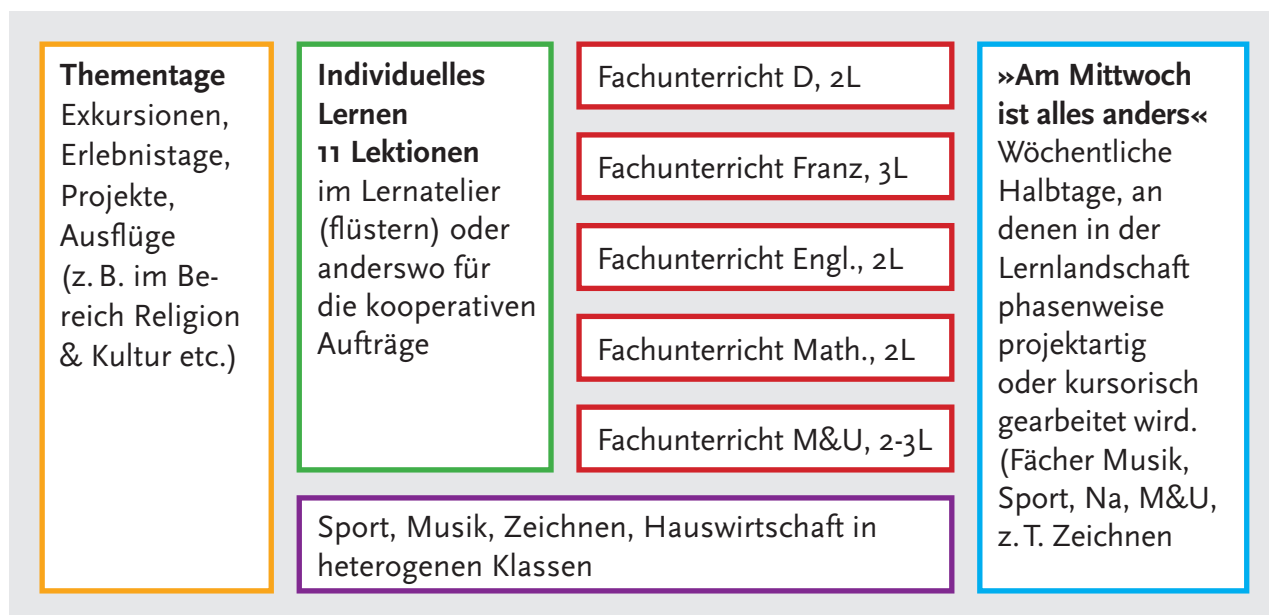 Thementage
Exkursionen,
Erlebnistage,
Projekte,
Ausflüge
(z. B. im Be-
reich Religion
& Kultur etc.)
Individuelles
Lernen
11 Lektionen
im Lernatelier
(flüstern) oder
anderswo für
die kooperativen
Aufträge
Fachunterricht D, 2L
Fachunterricht Franz, 3L
Fachunterricht Engl., 2L
Fachunterricht Math., 2L
Fachunterricht M&U, 2-3L
Sport, Musik, Zeichnen, Hauswirtschaft in
heterogenen Klassen
»Am Mittwoch
ist alles anders«
Wöchentliche
Halbtage, an
denen in der
Lernlandschaft
phasenweise
projektartig
oder kursorisch
gearbeitet wird.
(Fächer Musik,
Sport, Na, M&U,
z. T. Zeichnen